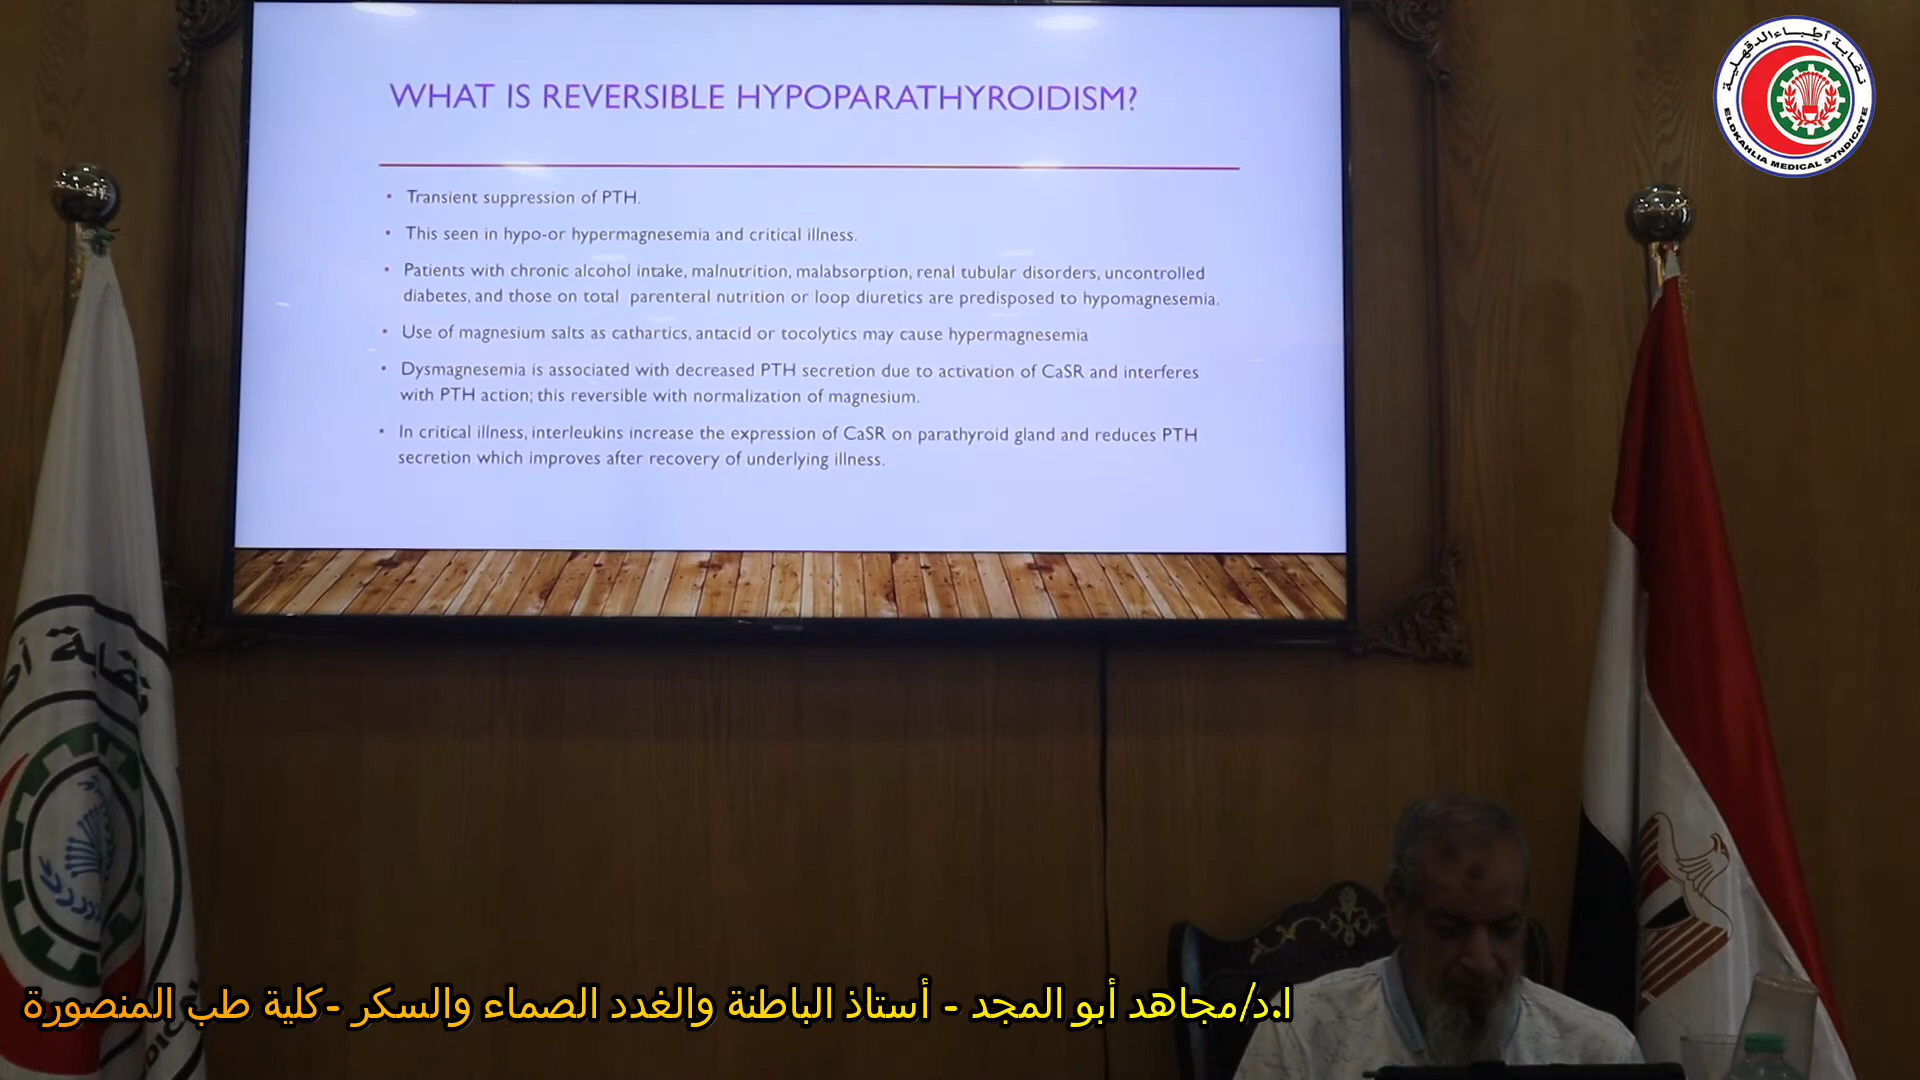 WHAT IS REVERSIBLE HYPOPARATHYROIDISM?
• Transient suppression of PTH.
• This seen in hypo-or hypermagnesemia and critical illness.
• Patients with chronic alcohol intake, malnutrition, malabsorption, renal tubular disorders, uncontrolled
diabetes, and those on total parenteral nutrition or loop diuretics are predisposed to hypomagnesemia.
• Use of magnesium salts as cathartics, antacid or tocolytics may cause hypermagnesemia
• Dysmagnesemia is associated with decreased PTH secretion due to activation of CaSR and interferes
with PTH action; this reversible with normalization of magnesium.
• In critical illness, interleukins increase the expression of CaSR on parathyroid gland and reduces PTH
secretion which improves after recovery of underlying illness.
نقابة أطباء الدقهلية
ELDKAHLIA MEDICAL SYNDICATE
نقابة
ا.د/مجاهد أبو المجد - أستاذ الباطنة والغدد الصماء والسكر -كلية طب المنصورة